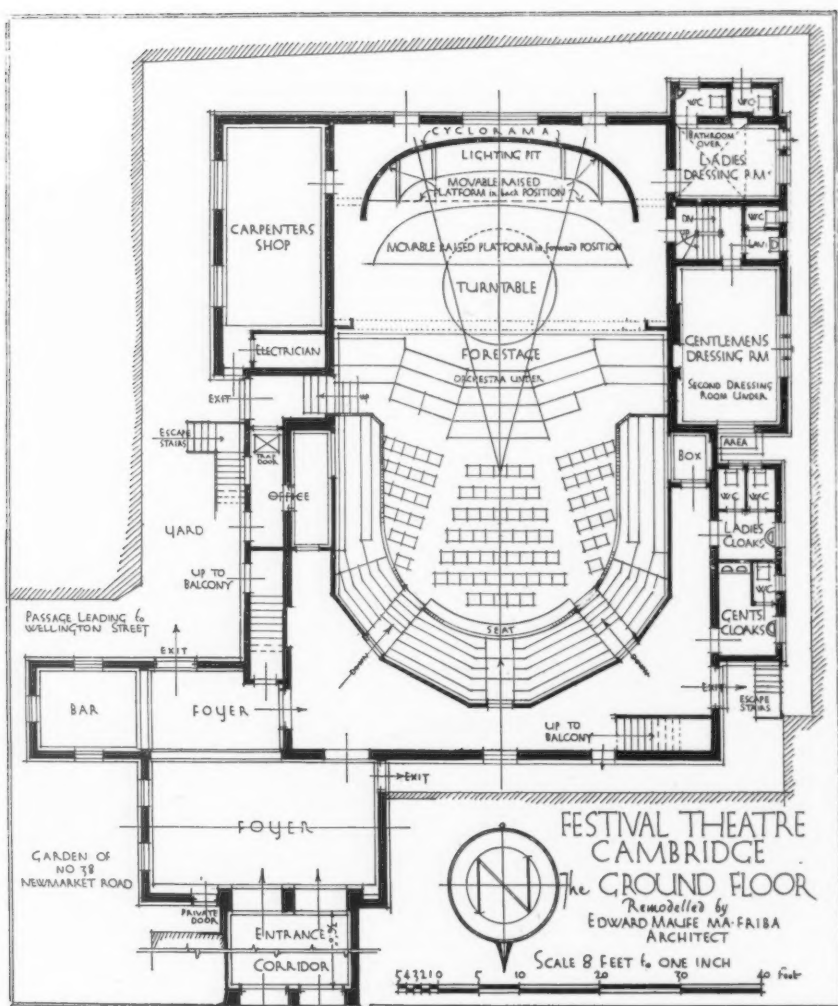 CYCLORAMA
LIGHTING PIT
MOVABLE RAISED
PLATFORM in back POSITION
MOVABLE RAISED PLATFORM in forward POSITION
TURNTABLE
FORESTAGE
ORCHESTRA UNDER
CARPENTERS
SHOP
ELECTRICIAN
WC
WC
BATHROOM
OVER
LADIES
DRESSING RM
DN
UP
WC
LAV.
GENTLEMENS
DRESSING RM
SECOND DRESSING
ROOM UNDER
AREA
EXIT
UP
ESCAPE
STAIRS
TRAP
DOOR
OFFICE
BOX
WC
WC
LADIES
CLOAKS
WC
GENTS
CLOAKS
YARD
UP TO
BALCONY
PASSAGE LEADING to
WELLINGTON STREET
EXIT
SEAT
DOWN
DOWN
EXIT
ESCAPE
STAIRS
UP TO
BALCONY
BAR
FOYER
EXIT
FOYER
GARDEN OF
NO 38
NEWMARKET ROAD
PRIVATE
DOOR
ENTRANCE
CORRIDOR
N
FESTIVAL THEATRE
CAMBRIDGE
The GROUND FLOOR
Remodelled by
EDWARD MAUFE MA·FRIBA
ARCHITECT
SCALE 8 FEET to ONE INCH
5 4 3 2 1 0 5 10 20 30 40 Feet